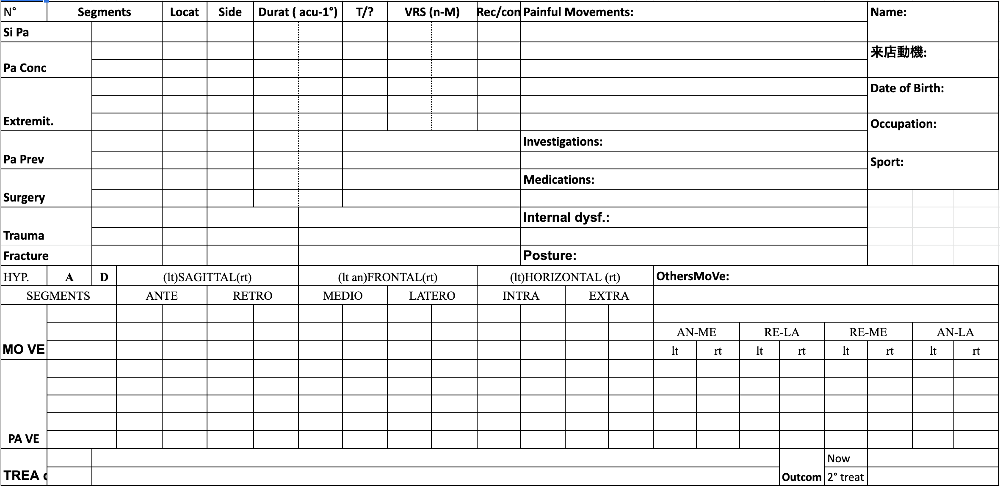 N° Segments Locat Side Durat ( acu-1°) T/? VRS (n-M) Rec/con Painful Movements: Name:
Si Pa
来店動機:
Pa Conc
Date of Birth:
Extremit. Occupation:
Investigations:
Pa Prev Sport:
Medications:
Surgery
Internal dysf.:
Trauma
Fracture Posture:
HYP. A D (lt)SAGITTAL(rt) (lt an)FRONTAL(rt) (lt)HORIZONTAL (rt) OthersMoVe:
SEGMENTS ANTE RETRO MEDIO LATERO INTRA EXTRA
AN-ME RE-LA RE-ME AN-LA
MO VE lt rt lt rt lt rt lt rt
PA VE
Now
TREA Outcom 2° treat